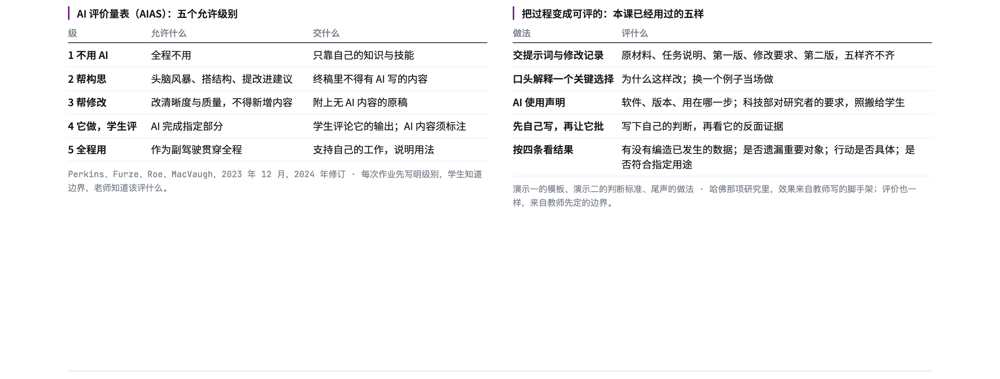 AI 评价量表（AIAS）：五个允许级别
级 允许什么 交什么
1 不用 AI 全程不用 只靠自己的知识与技能
2 帮构思 头脑风暴、搭结构、提改进建议 终稿里不得有 AI 写的内容
3 帮修改 改清晰度与质量，不得新增内容 附上无 AI 内容的原稿
4 它做，学生评 AI 完成指定部分 学生评论它的输出；AI 内容须标注
5 全程用 作为副驾驶贯穿全程 支持自己的工作，说明用法
Perkins、Furze、Roe、MacVaugh，2023 年 12 月，2024 年修订 · 每次作业先写明级别，学生知道
边界，老师知道该评什么。
把过程变成可评的：本课已经用过的五样
做法 评什么
交提示词与修改记录 原材料、任务说明、第一版、修改要求、第二版，五样齐不齐
口头解释一个关键选择 为什么这样改；换一个例子当场做
AI 使用声明 软件、版本、用在哪一步；科技部对研究者的要求，照搬给学生
先自己写，再让它批 写下自己的判断，再看它的反面证据
按四条看结果 有没有编造已发生的数据；是否遗漏重要对象；行动是否具体；是
否符合指定用途
演示一的模板、演示二的判断标准、尾声的做法 · 哈佛那项研究里，效果来自教师写的脚手架；评价也一
样，来自教师先定的边界。